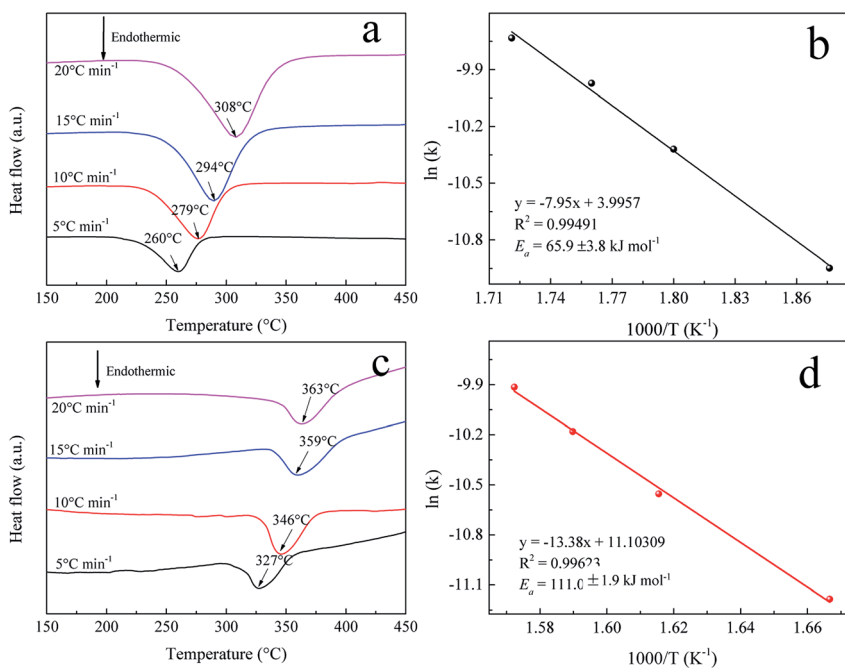 a
Endothermic
20°C min⁻¹
308°C
15°C min⁻¹
294°C
10°C min⁻¹
279°C
5°C min⁻¹
260°C
Heat flow (a.u.)
150 200 250 300 350 400 450
Temperature (°C)
b
-9.9
-10.2
-10.5
-10.8
ln (k)
y = -7.95x + 3.9957
R² = 0.99491
Eₐ = 65.9 ±3.8 kJ mol⁻¹
1.71 1.74 1.77 1.80 1.83 1.86
1000/T (K⁻¹)
c
Endothermic
20°C min⁻¹
363°C
15°C min⁻¹
359°C
10°C min⁻¹
346°C
5°C min⁻¹
327°C
Heat flow (a.u.)
150 200 250 300 350 400 450
Temperature (°C)
d
-9.9
-10.2
-10.5
-10.8
-11.1
ln (k)
y = -13.38x + 11.10309
R² = 0.99623
Eₐ = 111.0 ±1.9 kJ mol⁻¹
1.58 1.60 1.62 1.64 1.66
1000/T (K⁻¹)